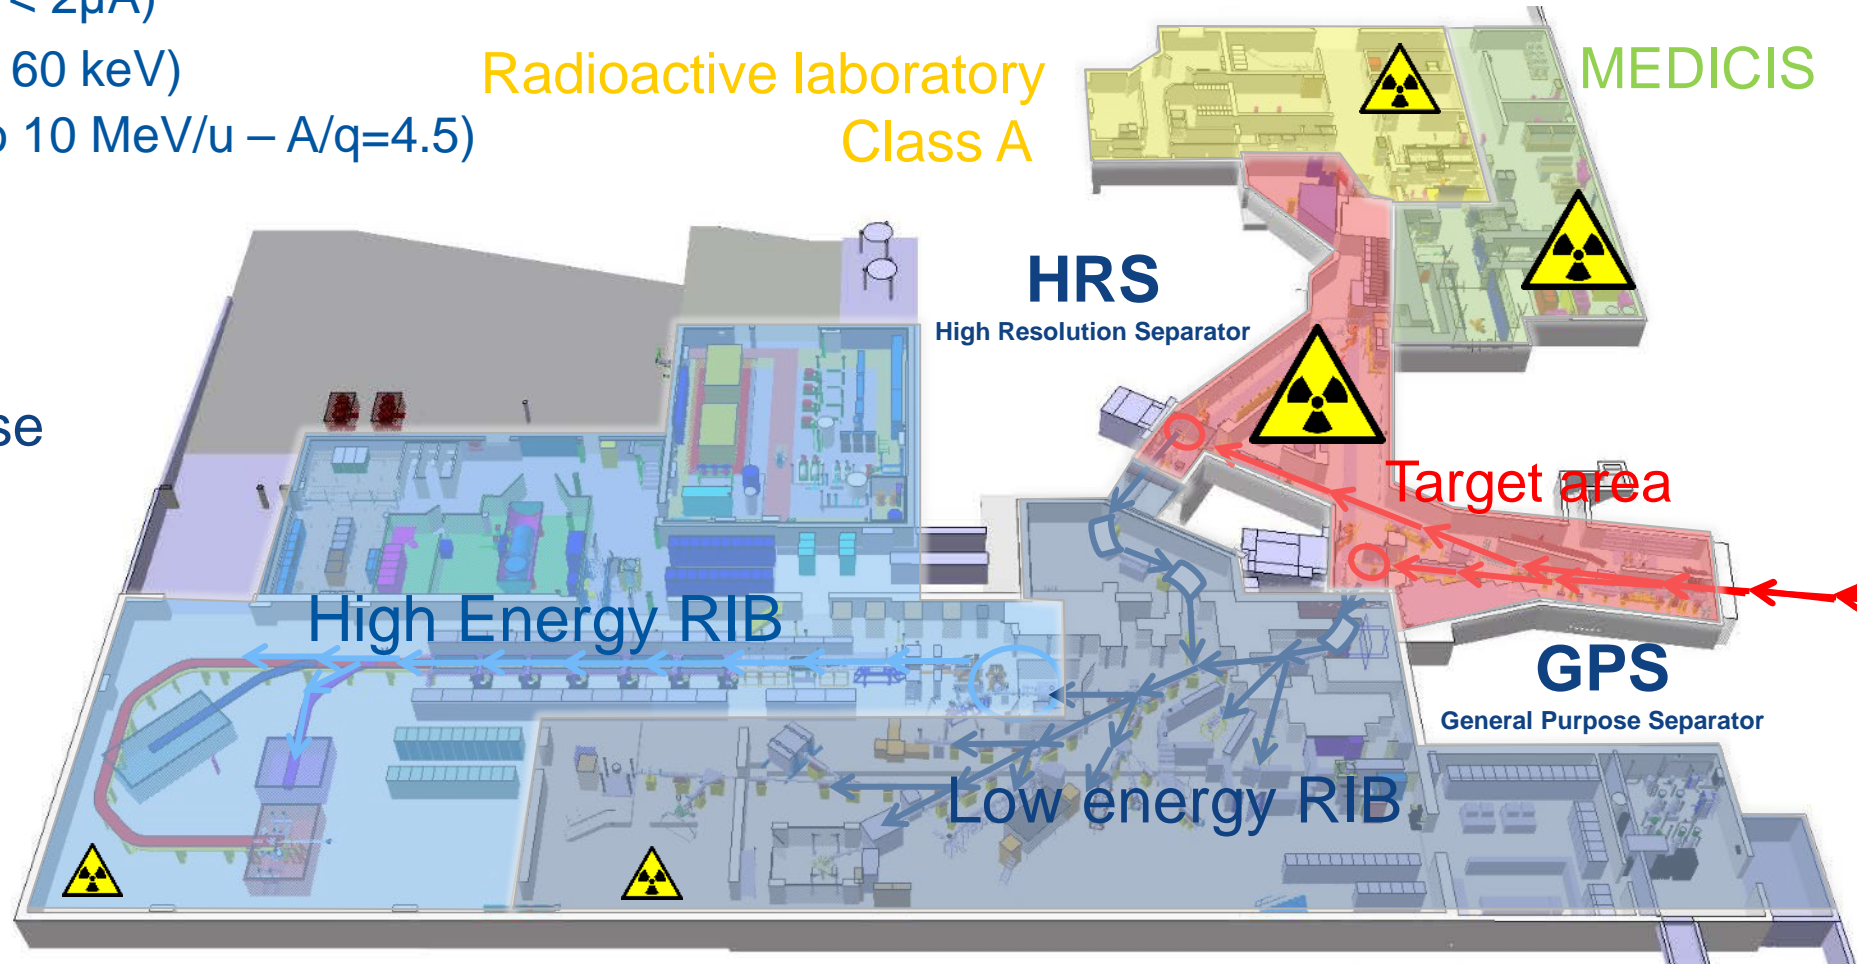 < 2µA)
60 keV)
10 MeV/u – A/q=4.5)
Radioactive laboratory
Class A
MEDICIS
HRS
High Resolution Separator
se
Target area
High Energy RIB
GPS
General Purpose Separator
Low energy RIB